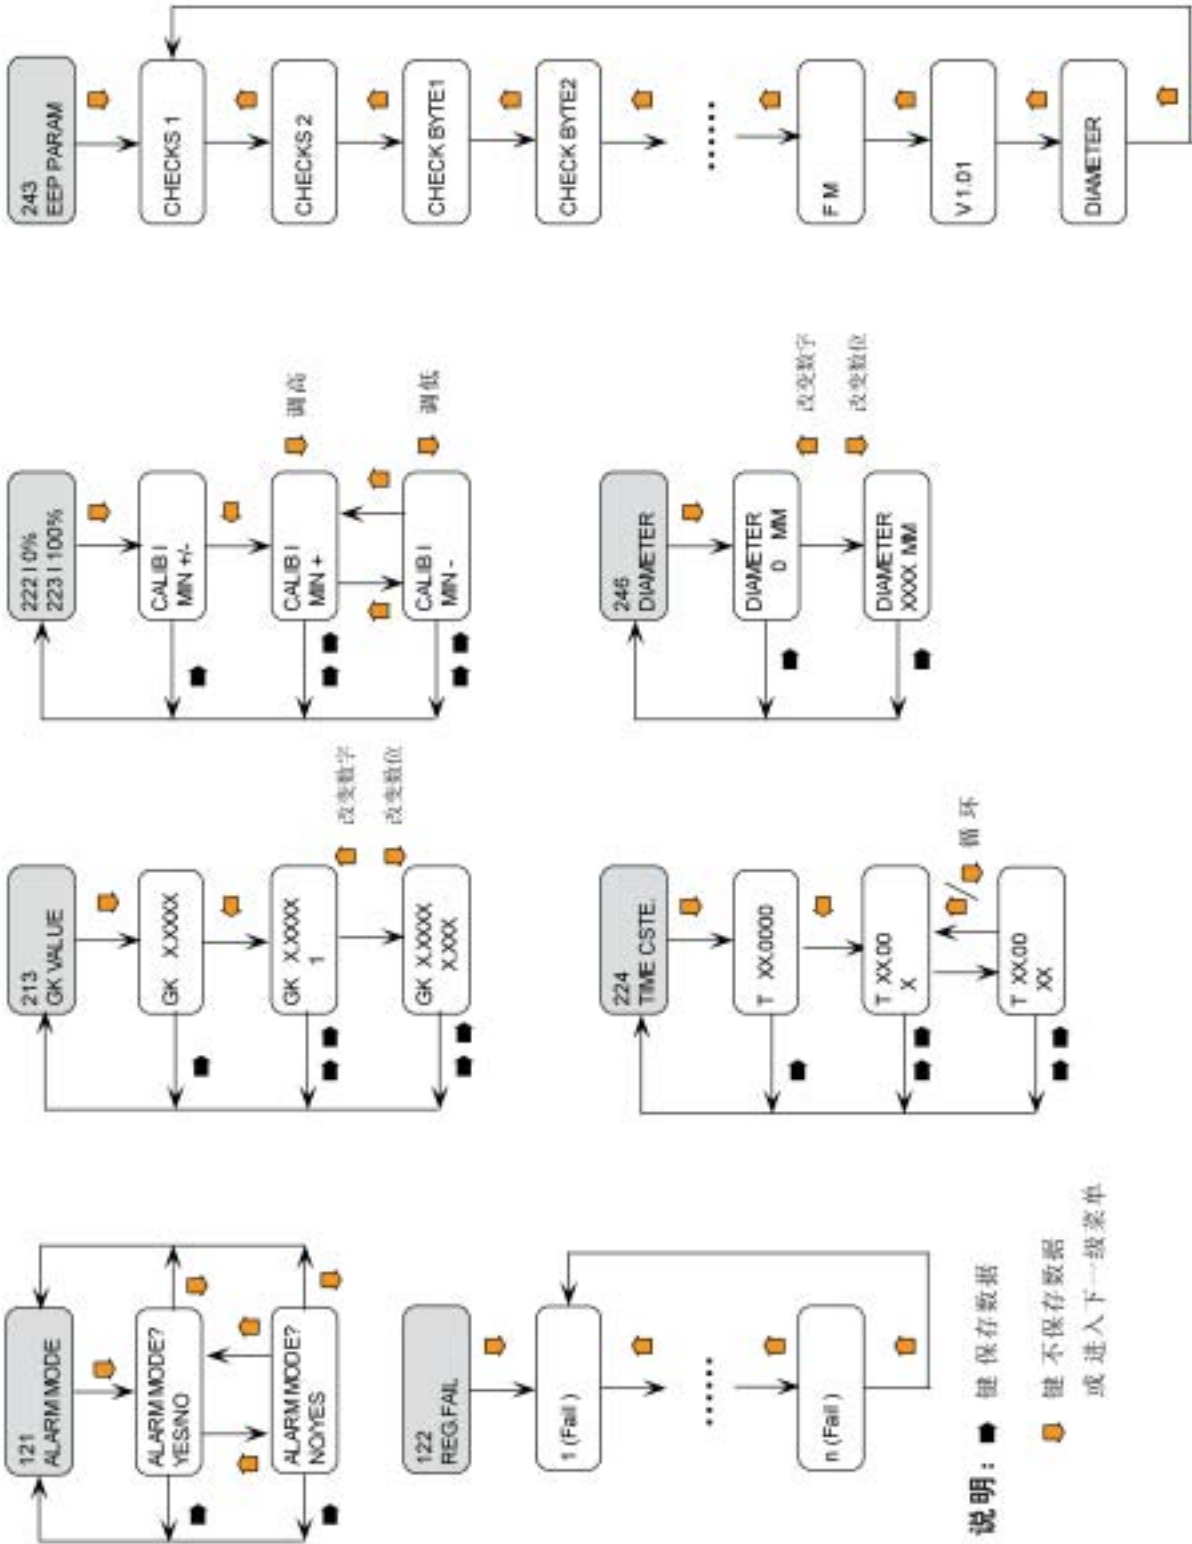 121
ALARM MODE
ALARM MODE?
YES/NO
ALARM MODE?
NO/YES
122
REG.FAIL
1 (Fail )
......
n (Fail )
213
GK VALUE
GK X.XXXX
GK X.XXXX
1
GK X.XXXX
X.XXX
改变数字
改变数位
224
TIME CSTE.
T XX.0000
T XX.00
X
T XX.00
XX
/
循 环
222 I 0%
223 I 100%
CALIB I
MIN +/-
CALIB I
MIN +
CALIB I
MIN -
调 高
调 低
246
DIAMETER
DIAMETER
0 MM
DIAMETER
XXXX MM
改变数字
改变数位
243
EEP PARAM
CHECKS 1
CHECKS 2
CHECK BYTE1
CHECK BYTE2
......
F M
V 1.01
DIAMETER
说 明 : 键 保 存 数 据
键 不 保 存 数 据
或 进 入 下 一 级 菜 单